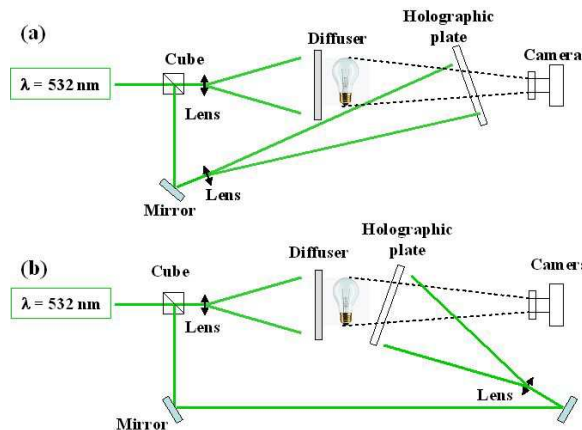 (a)
Holographic
plate
Cube
Diffuser
Camera
λ = 532 nm
Lens
Lens
Mirror
(b)
Holographic
plate
Diffuser
Cube
Camera
λ = 532 nm
Lens
Lens
Mirror